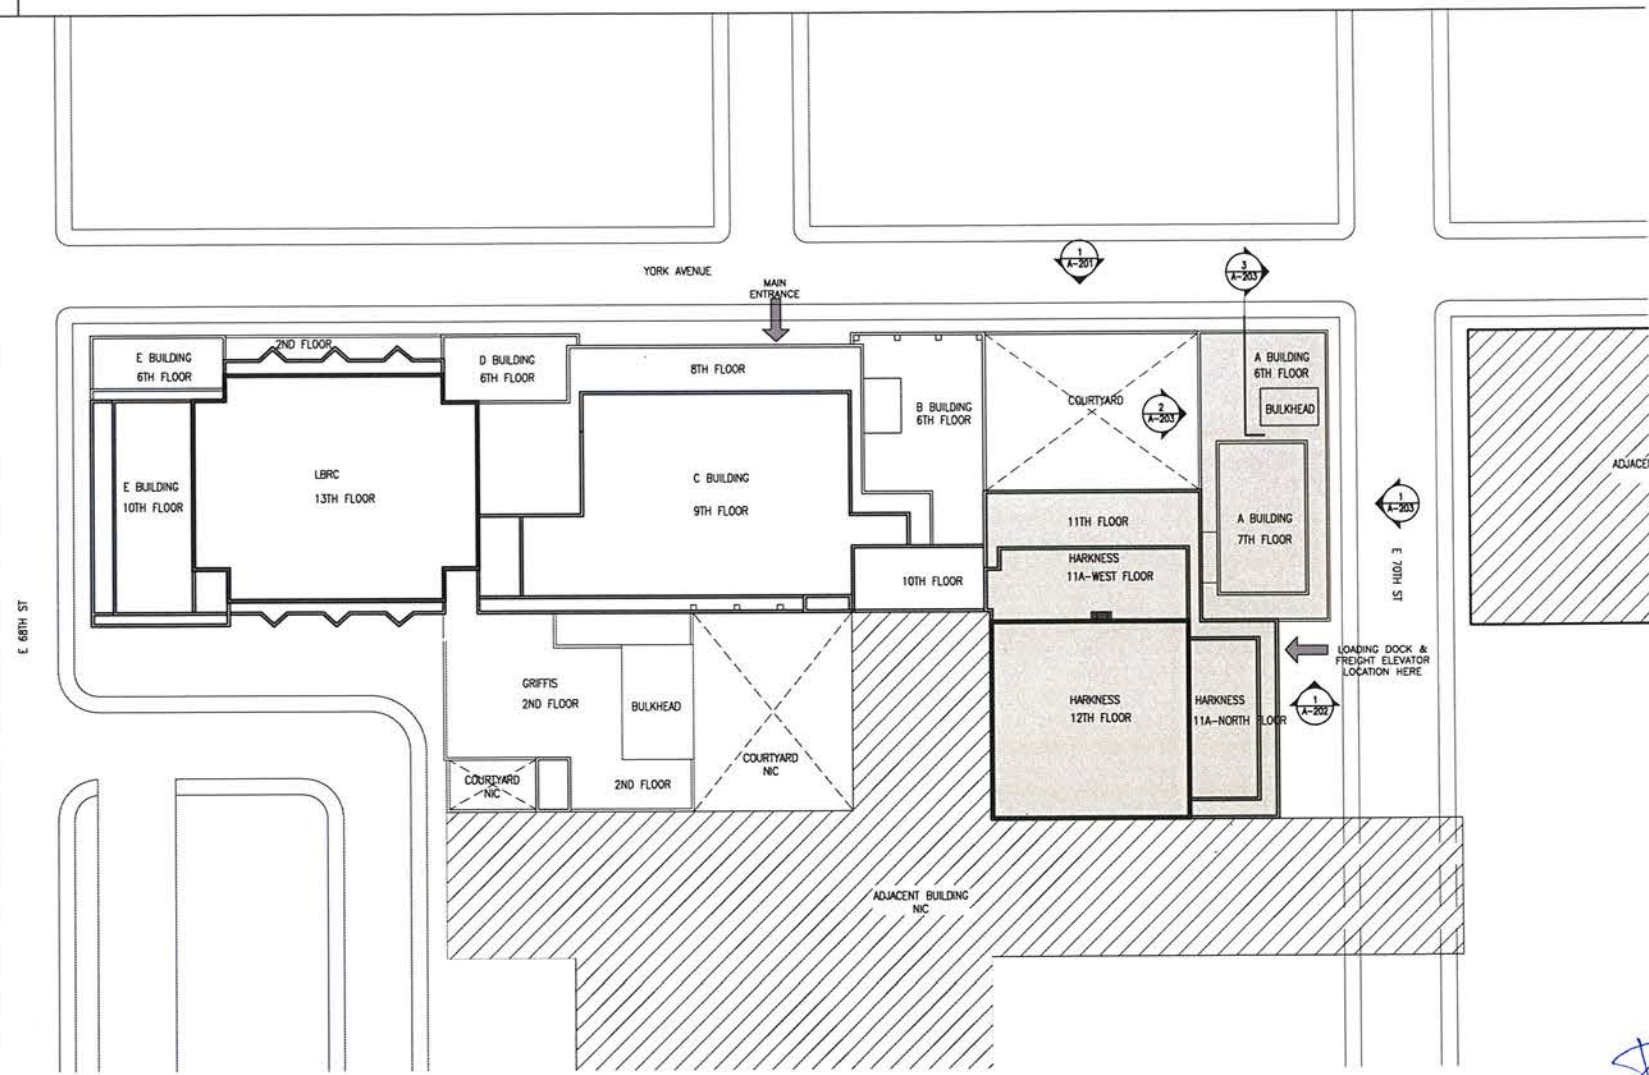 YORK AVENUE
MAIN
ENTRANCE
1
A-201
3
A-203
E BUILDING
6TH FLOOR
2ND FLOOR
D BUILDING
6TH FLOOR
8TH FLOOR
B BUILDING
6TH FLOOR
COURTYARD
2
A-203
A BUILDING
6TH FLOOR
BULKHEAD
E BUILDING
10TH FLOOR
LBRC
13TH FLOOR
C BUILDING
9TH FLOOR
11TH FLOOR
A BUILDING
7TH FLOOR
1
A-203
ADJACE
E 70TH ST
10TH FLOOR
HARKNESS
11A-WEST FLOOR
E 68TH ST
GRIFFIS
2ND FLOOR
BULKHEAD
COURTYARD
NIC
2ND FLOOR
COURTYARD
NIC
HARKNESS
12TH FLOOR
HARKNESS
11A-NORTH FLOOR
LOADING DOCK &
FREIGHT ELEVATOR
LOCATION HERE
1
A-202
ADJACENT BUILDING
NIC